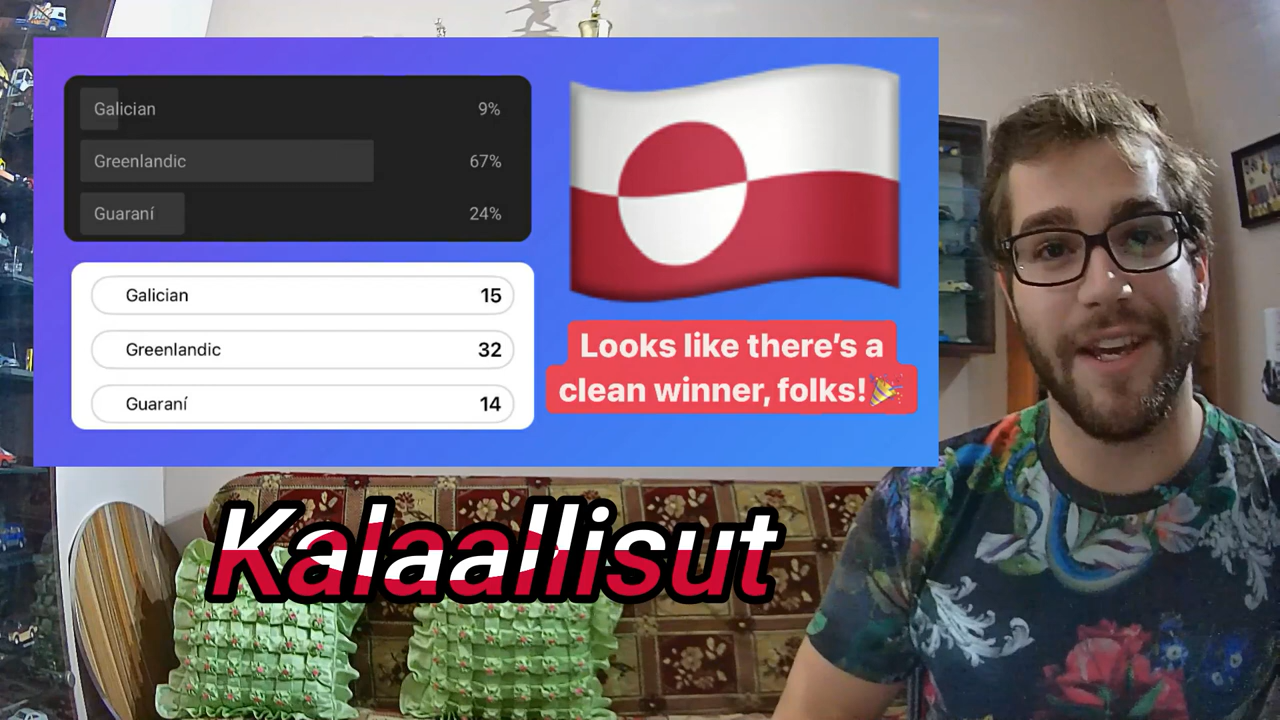 Galician 9%
Greenlandic 67%
Guaraní 24%
Galician 15
Greenlandic 32
Guaraní 14
Looks like there's a
clean winner, folks!🎉
Kalaallisut